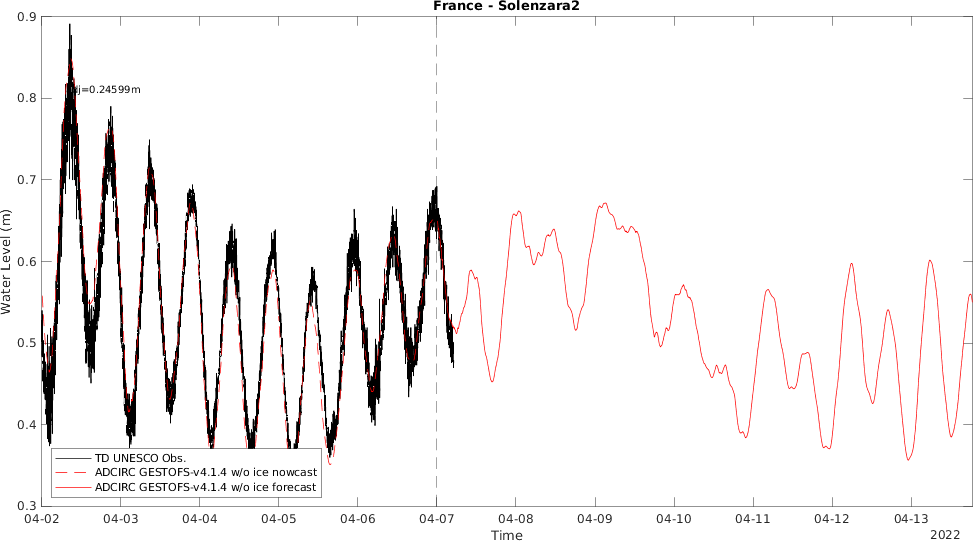 France - Solenzara2
0.9
0.8
0.7
0.6
0.5
0.4
0.3
Water Level (m)
=0.24599m
TD UNESCO Obs.
ADCIRC GESTOFS-v4.1.4 w/o ice nowcast
ADCIRC GESTOFS-v4.1.4 w/o ice forecast
04-02 04-03 04-04 04-05 04-06 04-07 04-08 04-09 04-10 04-11 04-12 04-13
2022
Time